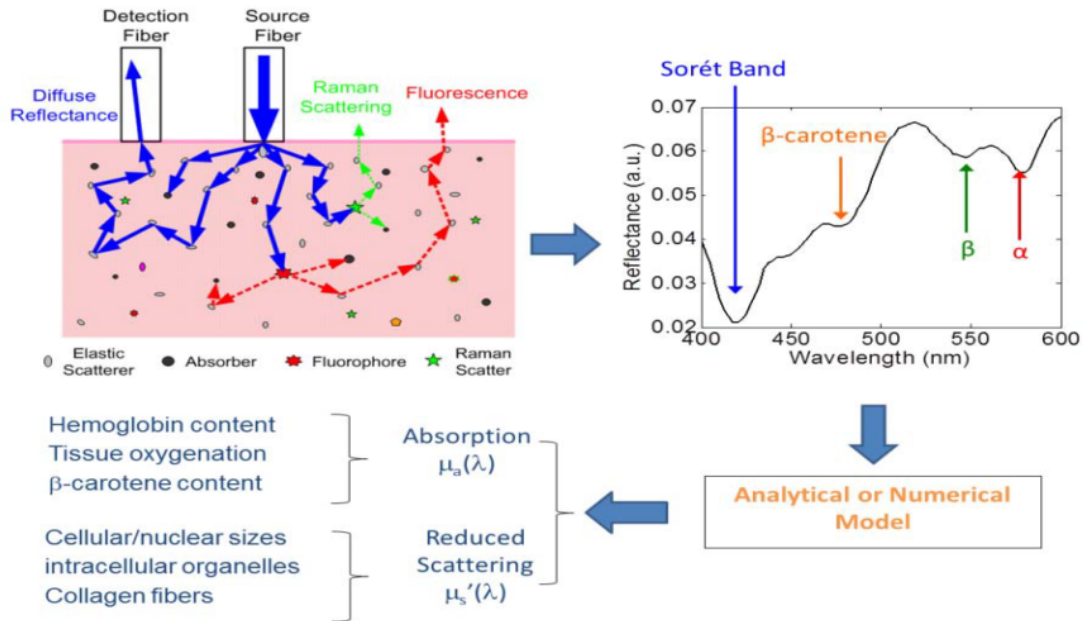 Detection
Fiber
Source
Fiber
Diffuse
Reflectance
Raman
Scattering
Fluorescence
Elastic
Scatterer
Absorber
Fluorophore
Raman
Scatter
Sorét Band
β-carotene
β
α
Reflectance (a.u.)
0.07
0.06
0.05
0.04
0.03
0.02
400
450
500
550
600
Wavelength (nm)
Analytical or Numerical
Model
Absorption
μa(λ)
Reduced
Scattering
μs’(λ)
Hemoglobin content
Tissue oxygenation
β-carotene content
Cellular/nuclear sizes
intracellular organelles
Collagen fibers